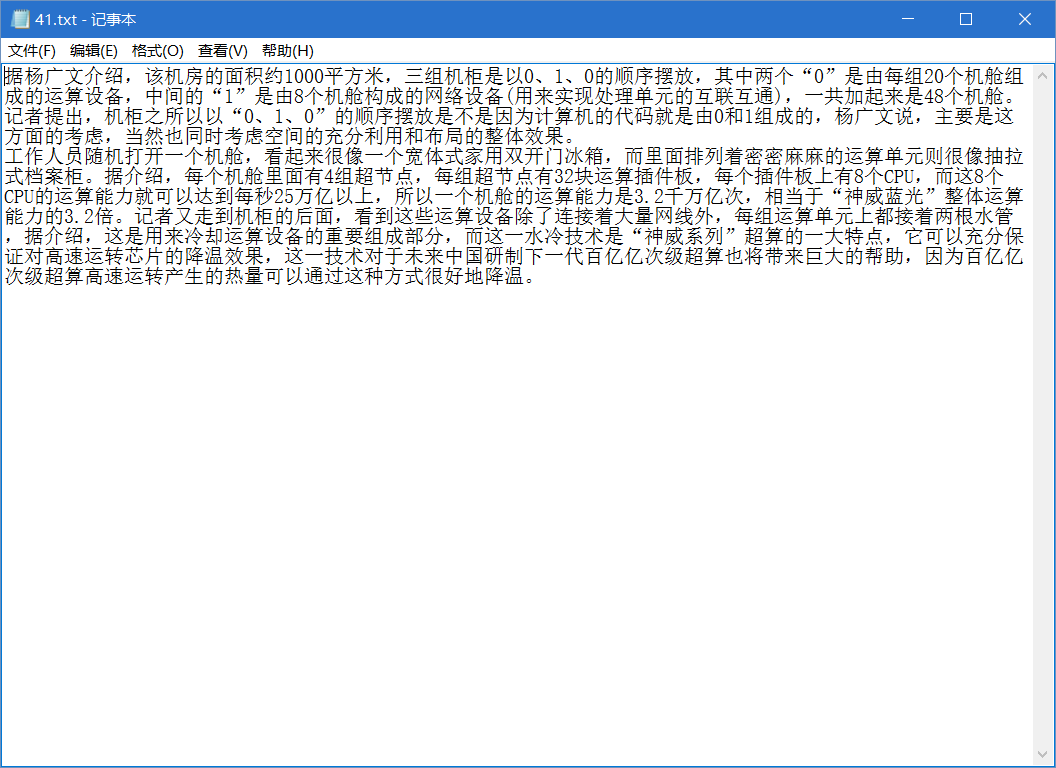 41.txt - 记事本
文件(F) 编辑(E) 格式(O) 查看(V) 帮助(H)
据杨广文介绍，该机房的面积约1000平方米，三组机柜是以0、1、0的顺序摆放，其中两个“0”是由每组20个机舱组
成的运算设备，中间的“1”是由8个机舱构成的网络设备(用来实现处理单元的互联互通)，一共加起来是48个机舱。
记者提出，机柜之所以以“0、1、0”的顺序摆放是不是因为计算机的代码就是由0和1组成的，杨广文说，主要是这
方面的考虑，当然也同时考虑空间的充分利用和布局的整体效果。
工作人员随机打开一个机舱，看起来很像一个宽体式家用双开门冰箱，而里面排列着密密麻麻的运算单元则很像抽拉
式档案柜。据介绍，每个机舱里面有4组超节点，每组超节点有32块运算插件板，每个插件板上有8个CPU，而这8个
CPU的运算能力就可以达到每秒25万亿以上，所以一个机舱的运算能力是3.2千万亿次，相当于“神威蓝光”整体运算
能力的3.2倍。记者又走到机柜的后面，看到这些运算设备除了连接着大量网线外，每组运算单元上都接着两根水管
，据介绍，这是用来冷却运算设备的重要组成部分，而这一水冷技术是“神威系列”超算的一大特点，它可以充分保
证对高速运转芯片的降温效果，这一技术对于未来中国研制下一代百亿亿次级超算也将带来巨大的帮助，因为百亿亿
次级超算高速运转产生的热量可以通过这种方式很好地降温。